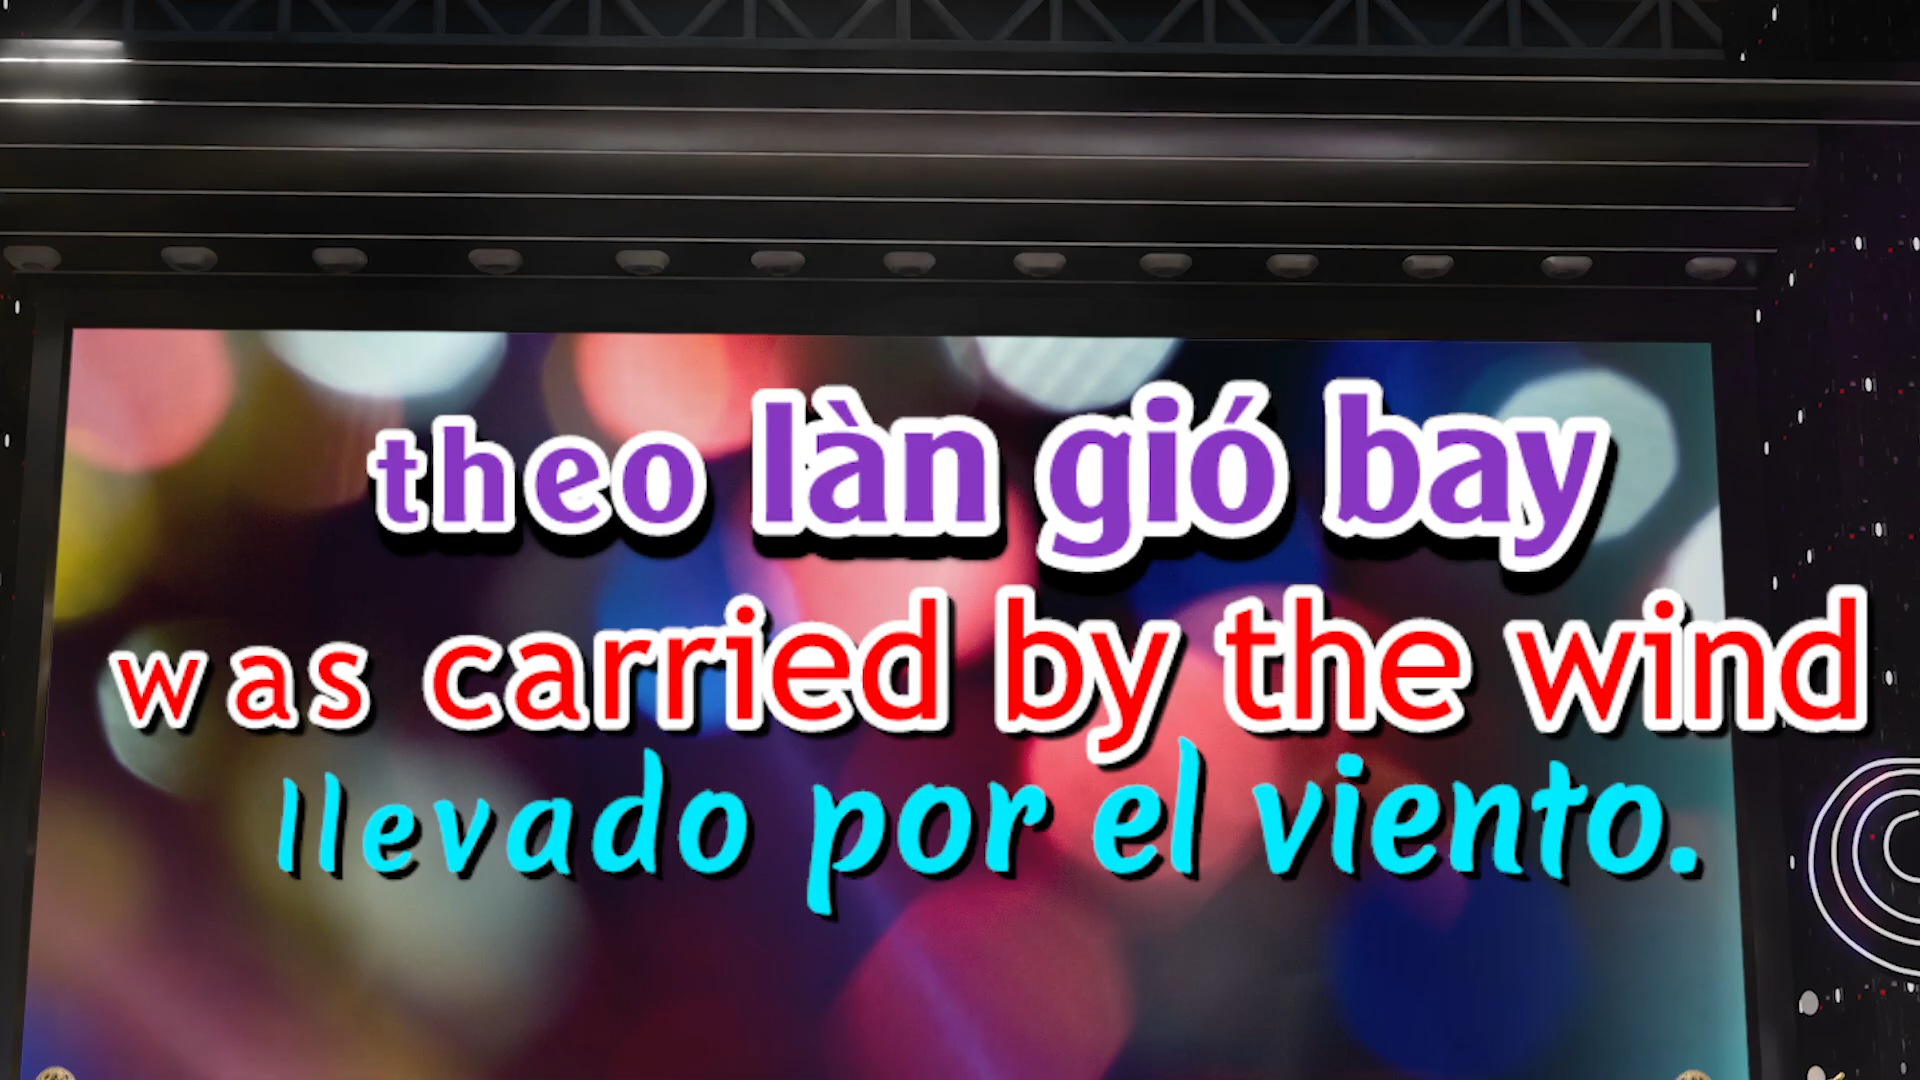 theo làn gió bay
was carried by the wind
llevado por el viento.